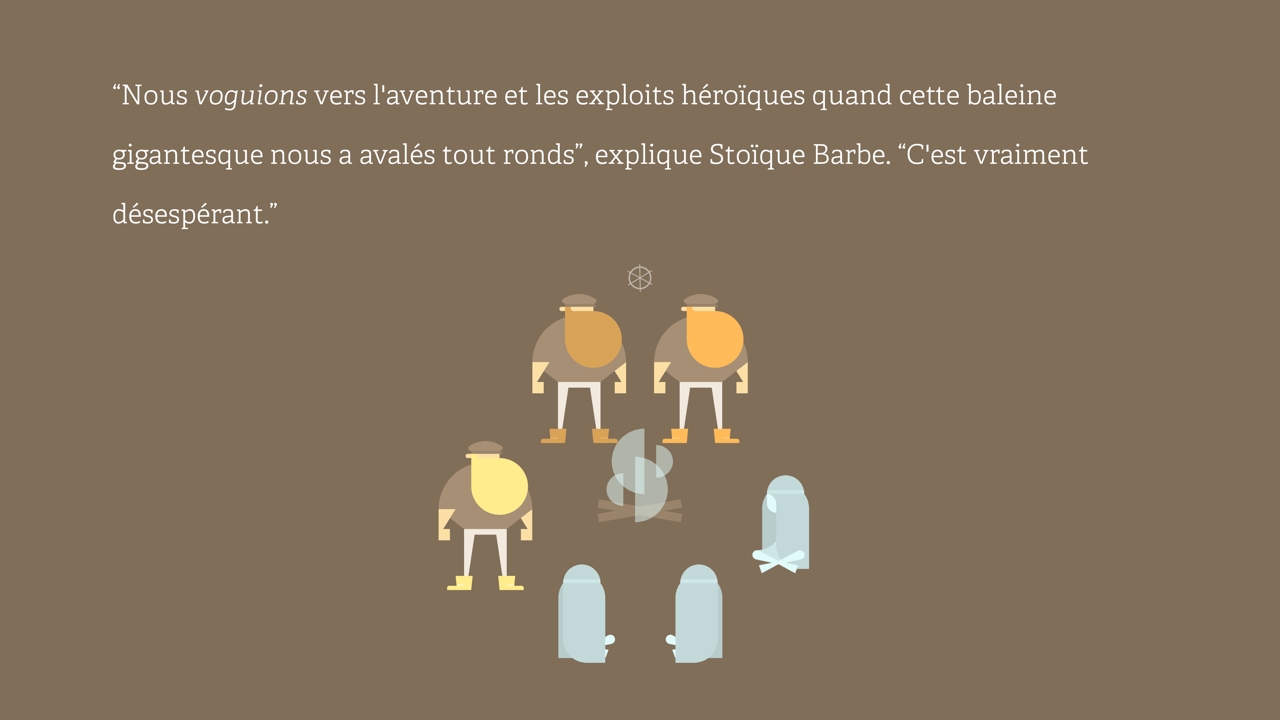 “Nous voguions vers l'aventure et les exploits héroïques quand cette baleine
gigantesque nous a avalés tout ronds”, explique Stoïque Barbe. “C'est vraiment
désespérant.”